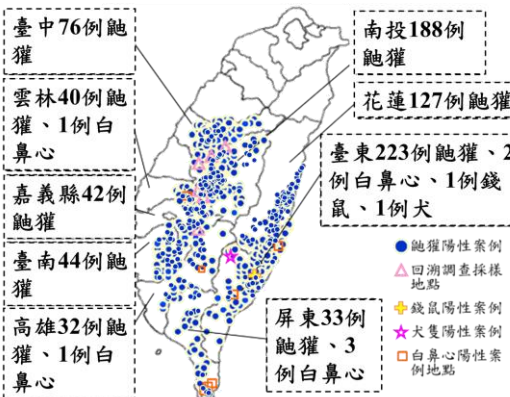 臺中76例鼬
獾
雲林40例鼬
獾、1例白
鼻心
嘉義縣42例
鼬獾
臺南44例鼬獾
高雄32例鼬
獾、1例白
鼻心
南投188例
鼬獾
花蓮127例鼬獾
臺東223例鼬獾、2
例白鼻心、1例錢
鼠、1例犬
屏東33例
鼬獾、3
例白鼻心
鼬獾陽性案例
回溯調查採樣
地點
錢鼠陽性案例
犬隻陽性案例
白鼻心陽性案
例地點